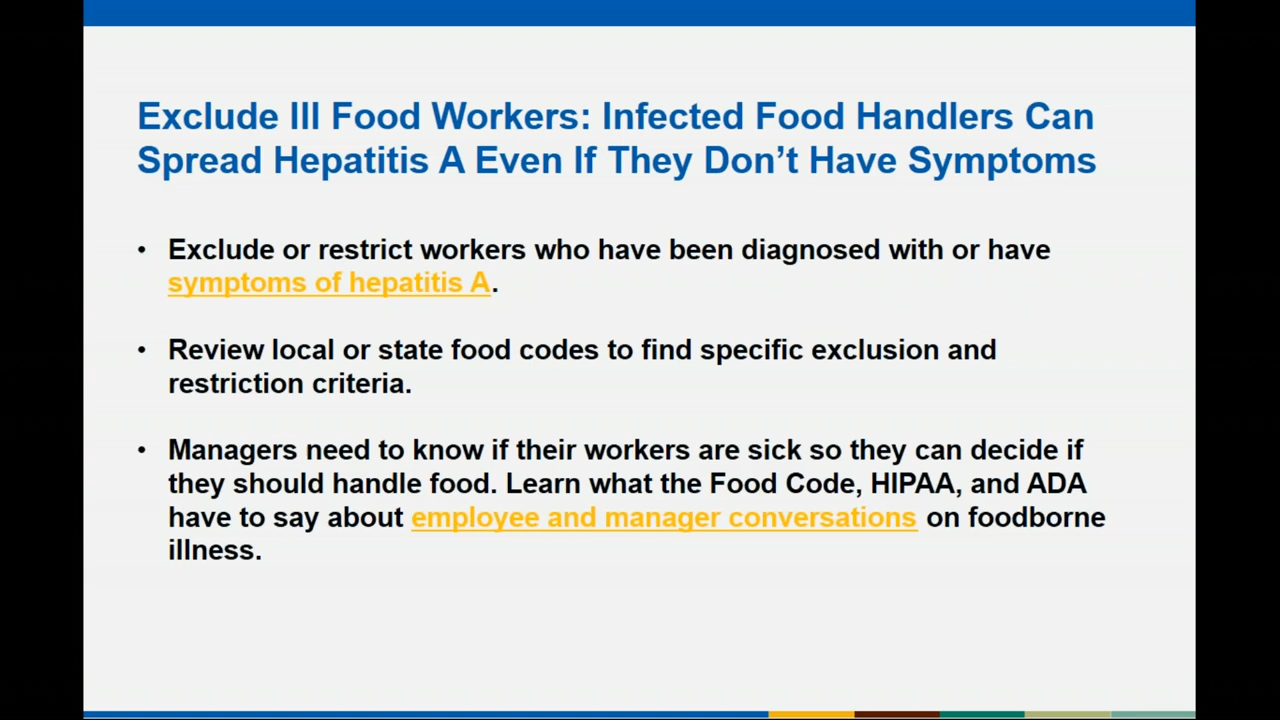 Exclude Ill Food Workers: Infected Food Handlers Can
Spread Hepatitis A Even If They Don’t Have Symptoms
• Exclude or restrict workers who have been diagnosed with or have
symptoms of hepatitis A.
• Review local or state food codes to find specific exclusion and
restriction criteria.
• Managers need to know if their workers are sick so they can decide if
they should handle food. Learn what the Food Code, HIPAA, and ADA
have to say about employee and manager conversations on foodborne
illness.